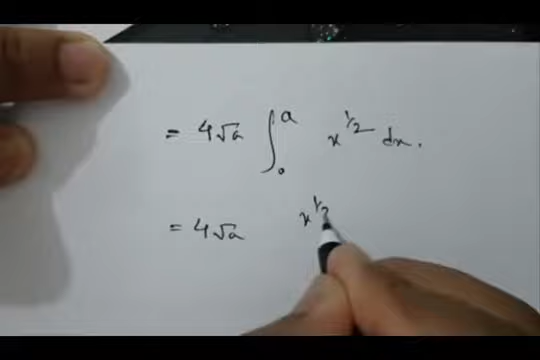 = 4√a ∫₀ᵃ x^1/2 dx.
= 4√a x^1/2